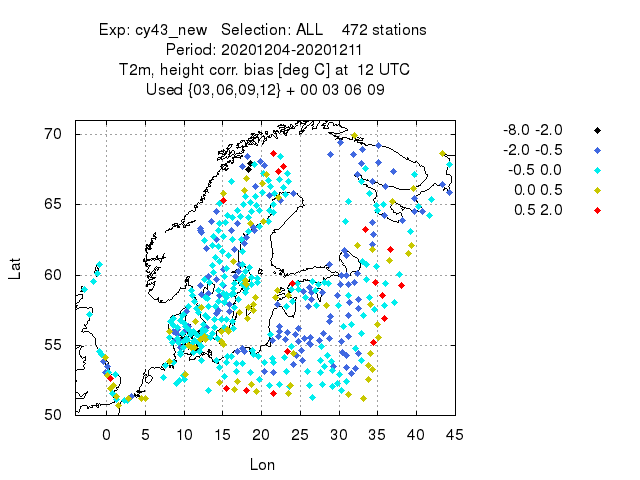 Exp: cy43_new   Selection: ALL    472 stations
Period: 20201204-20201211
T2m, height corr. bias [deg C] at  12 UTC
Used {03,06,09,12} + 00 03 06 09
-8.0 -2.0
-2.0 -0.5
-0.5 0.0
0.0 0.5
0.5 2.0
70
65
60
55
50
Lat
0 5 10 15 20 25 30 35 40 45
Lon